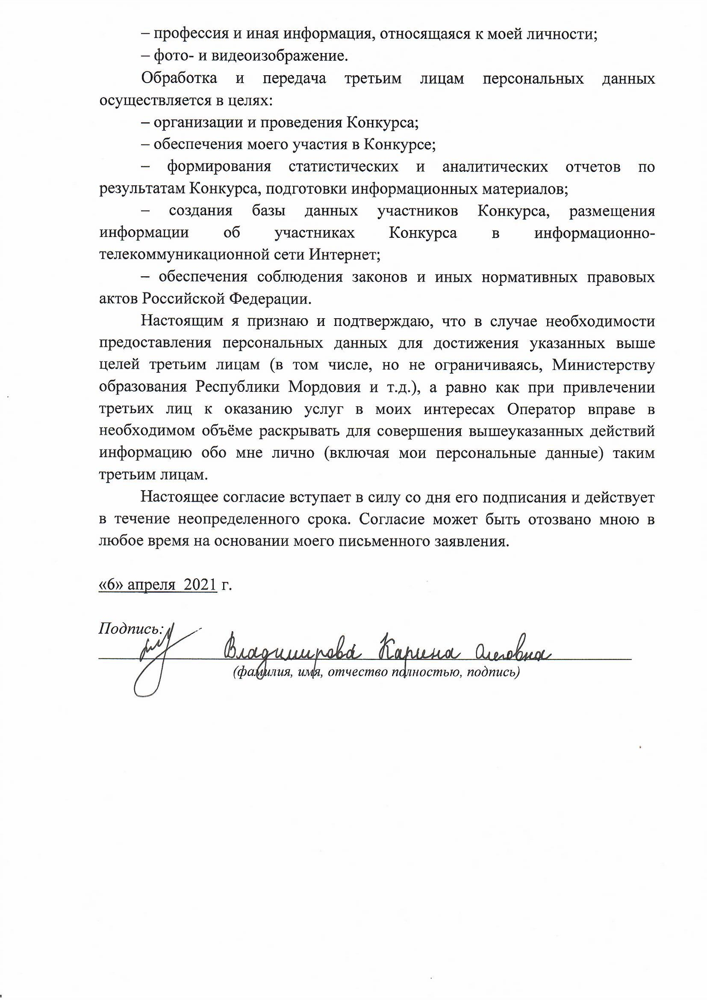 – профессия и иная информация, относящаяся к моей личности;
– фото- и видеоизображение.
Обработка и передача третьим лицам персональных данных
осуществляется в целях:
– организации и проведения Конкурса;
– обеспечения моего участия в Конкурсе;
– формирования статистических и аналитических отчетов по
результатам Конкурса, подготовки информационных материалов;
– создания базы данных участников Конкурса, размещения
информации об участниках Конкурса в информационно-
телекоммуникационной сети Интернет;
– обеспечения соблюдения законов и иных нормативных правовых
актов Российской Федерации.
Настоящим я признаю и подтверждаю, что в случае необходимости
предоставления персональных данных для достижения указанных выше
целей третьим лицам (в том числе, но не ограничиваясь, Министерству
образования Республики Мордовия и т.д.), а равно как при привлечении
третьих лиц к оказанию услуг в моих интересах Оператор вправе в
необходимом объёме раскрывать для совершения вышеуказанных действий
информацию обо мне лично (включая мои персональные данные) таким
третьим лицам.
Настоящее согласие вступает в силу со дня его подписания и действует
в течение неопределенного срока. Согласие может быть отозвано мною в
любое время на основании моего письменного заявления.
«6» апреля 2021 г.
Подпись:
Владимирова Карина Олеговна
(фамилия, имя, отчество полностью, подпись)